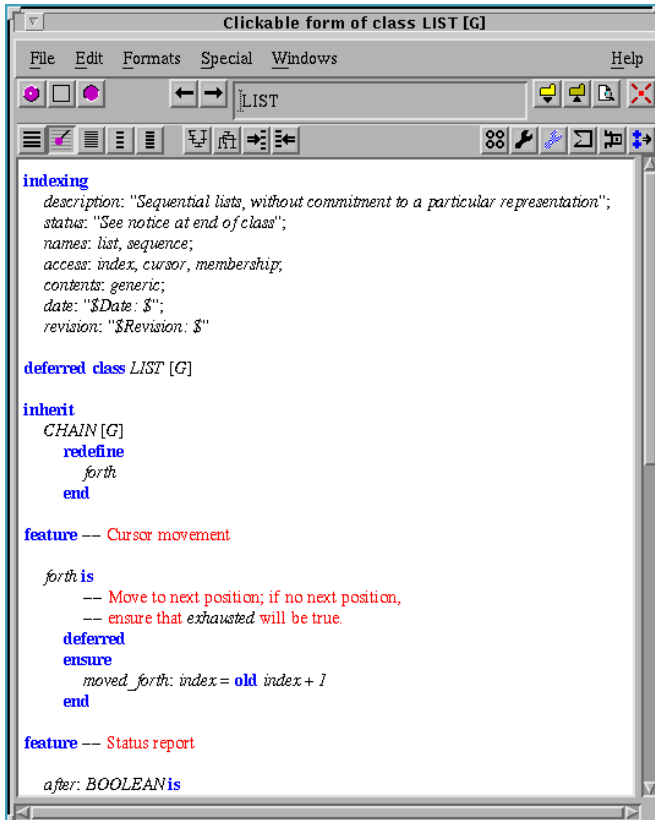 Clickable form of class LIST [G]
File Edit Formats Special Windows Help
LIST
indexing
description: "Sequential lists, without commitment to a particular representation";
status: "See notice at end of class";
names: list, sequence;
access: index, cursor, membership;
contents: generic;
date: "$Date: $";
revision: "$Revision: $"
deferred class LIST [G]
inherit
CHAIN [G]
redefine
forth
end
feature -- Cursor movement
forth is
-- Move to next position; if no next position,
-- ensure that exhausted will be true.
deferred
ensure
moved_forth: index = old index + 1
end
feature -- Status report
after: BOOLEAN is